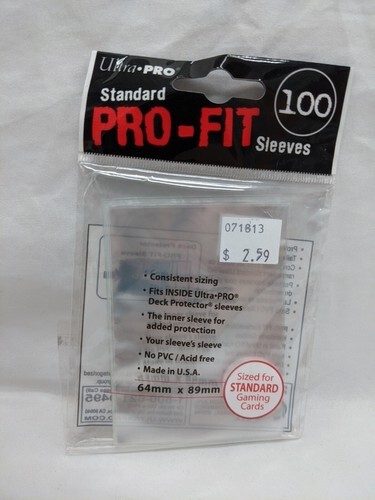 Ultra•PRO®
Standard
100
PRO-FIT
Sleeves
071813
$ 2.59
• Consistent sizing
• Fits INSIDE Ultra•PRO®
Deck Protector® sleeves
• The inner sleeve for
added protection
• Your sleeve's sleeve
• No PVC / Acid free
• Made in U.S.A.
64mm x 89mm
Sized for
STANDARD
Gaming
Cards